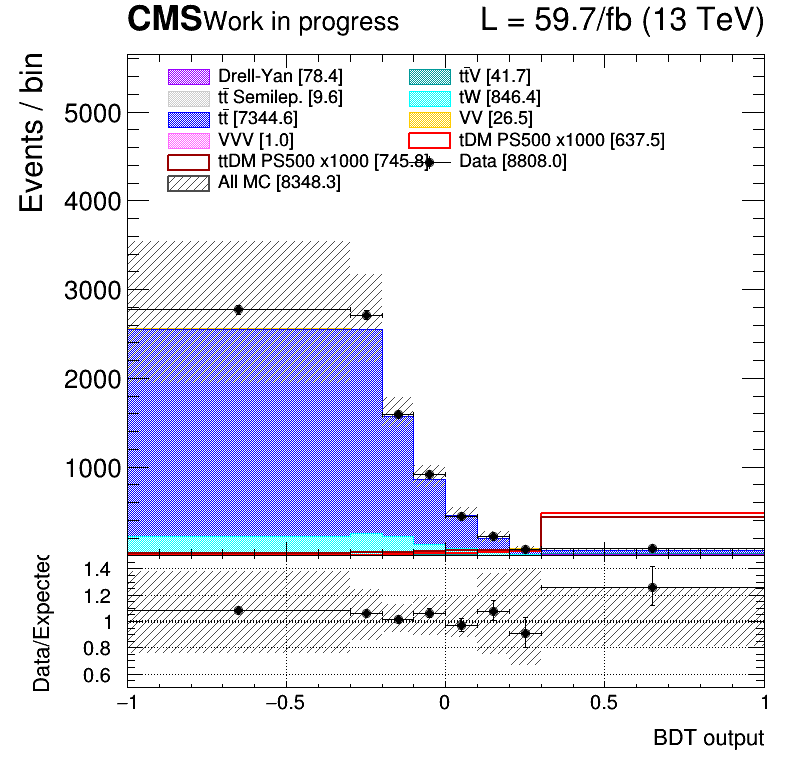 CMS Work in progress L = 59.7/fb (13 TeV)
Events / bin
Drell-Yan [78.4] tt̄V [41.7]
tt̄ Semilep. [9.6] tW [846.4]
tt̄ [7344.6] VV [26.5]
VVV [1.0] tDM PS500 x1000 [637.5]
ttDM PS500 x1000 [745.8] Data [8808.0]
All MC [8348.3]
5000
4000
3000
2000
1000
Data/Expected
1.4
1.2
1
0.8
0.6
−1 −0.5 0 0.5 1
BDT output